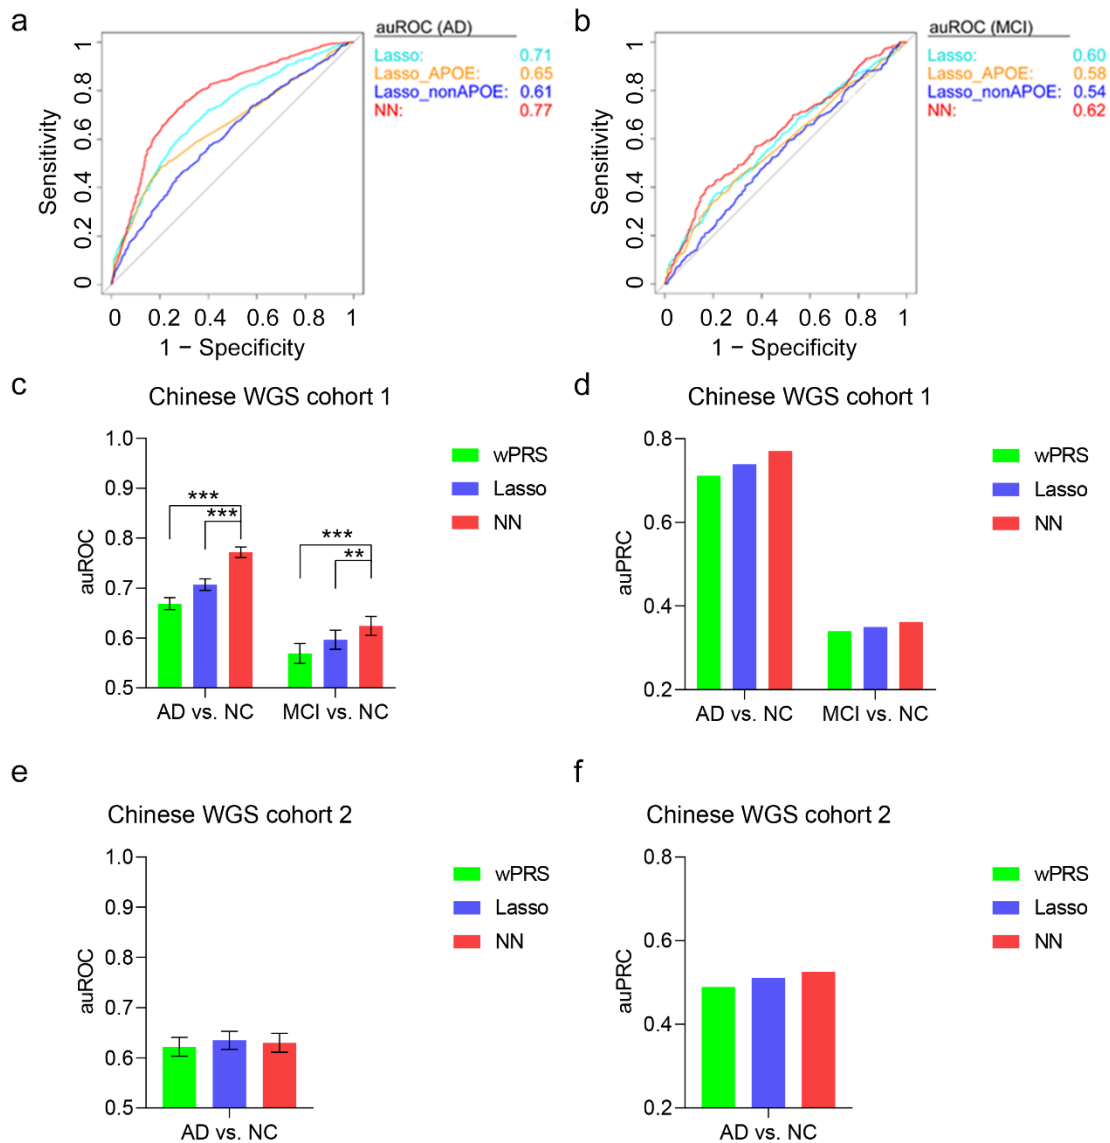 a
auROC (AD)
Lasso: 0.71
Lasso_APOE: 0.65
Lasso_nonAPOE: 0.61
NN: 0.77
Sensitivity
1
0.8
0.6
0.4
0.2
0
0 0.2 0.4 0.6 0.8 1
1 − Specificity
b
auROC (MCI)
Lasso: 0.60
Lasso_APOE: 0.58
Lasso_nonAPOE: 0.54
NN: 0.62
Sensitivity
1
0.8
0.6
0.4
0.2
0
0 0.2 0.4 0.6 0.8 1
1 − Specificity
c
Chinese WGS cohort 1
auROC
1.0
0.9
0.8
0.7
0.6
0.5
***
***
***
**
wPRS
Lasso
NN
AD vs. NC MCI vs. NC
d
Chinese WGS cohort 1
auPRC
0.8
0.6
0.4
0.2
wPRS
Lasso
NN
AD vs. NC MCI vs. NC
e
Chinese WGS cohort 2
auROC
1.0
0.9
0.8
0.7
0.6
0.5
wPRS
Lasso
NN
AD vs. NC
f
Chinese WGS cohort 2
auPRC
0.8
0.6
0.4
0.2
wPRS
Lasso
NN
AD vs. NC